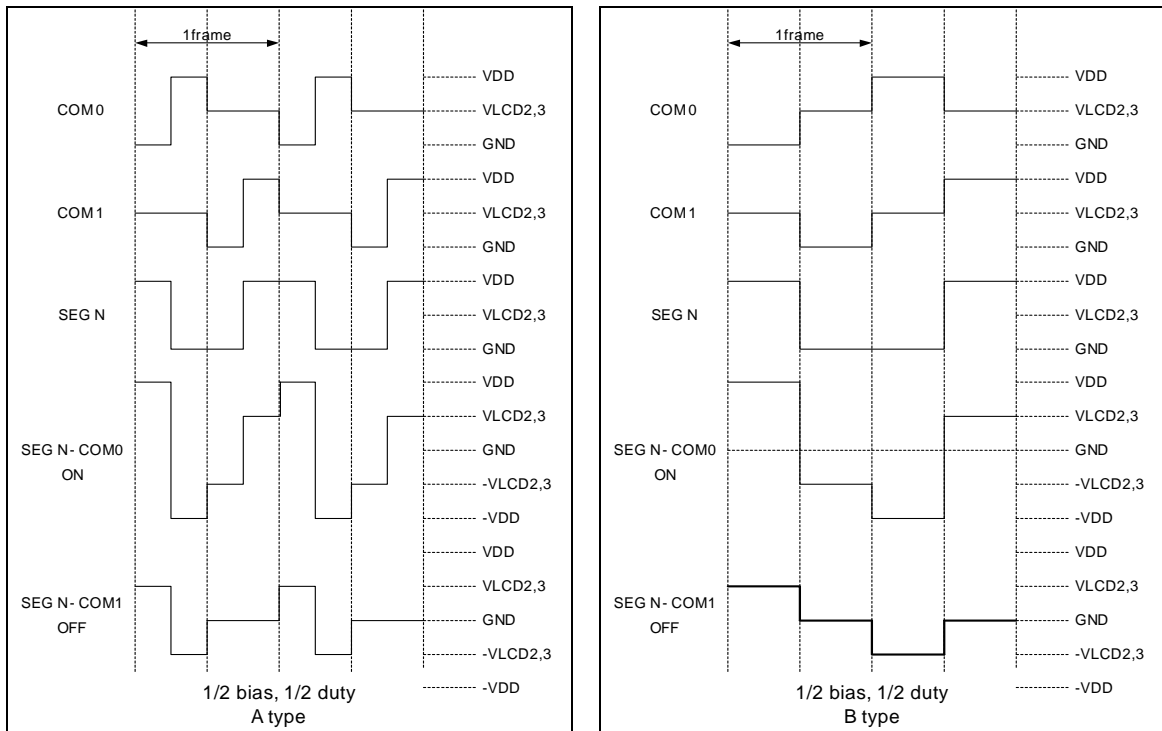 1frame
COM0
VDD
VLCD2,3
GND
COM1
VDD
VLCD2,3
GND
SEG N
VDD
VLCD2,3
GND
SEG N- COM0
ON
VDD
VLCD2,3
GND
-VLCD2,3
-VDD
SEG N- COM1
OFF
VDD
VLCD2,3
GND
-VLCD2,3
-VDD
1/2 bias, 1/2 duty
A type
1frame
COM0
VDD
VLCD2,3
GND
COM1
VDD
VLCD2,3
GND
SEG N
VDD
VLCD2,3
GND
SEG N- COM0
ON
VDD
VLCD2,3
GND
-VLCD2,3
-VDD
SEG N- COM1
OFF
VDD
VLCD2,3
GND
-VLCD2,3
-VDD
1/2 bias, 1/2 duty
B type